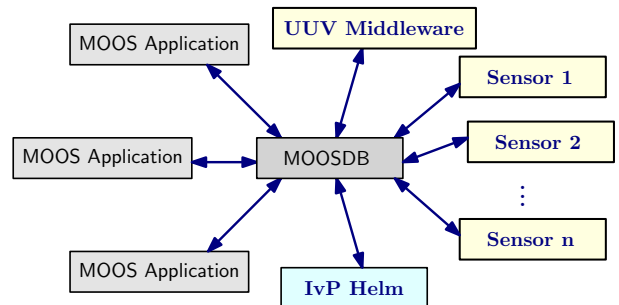 UUV Middleware
MOOS Application
Sensor 1
Sensor 2
MOOS Application
MOOSDB
⋮
Sensor n
MOOS Application
IvP Helm